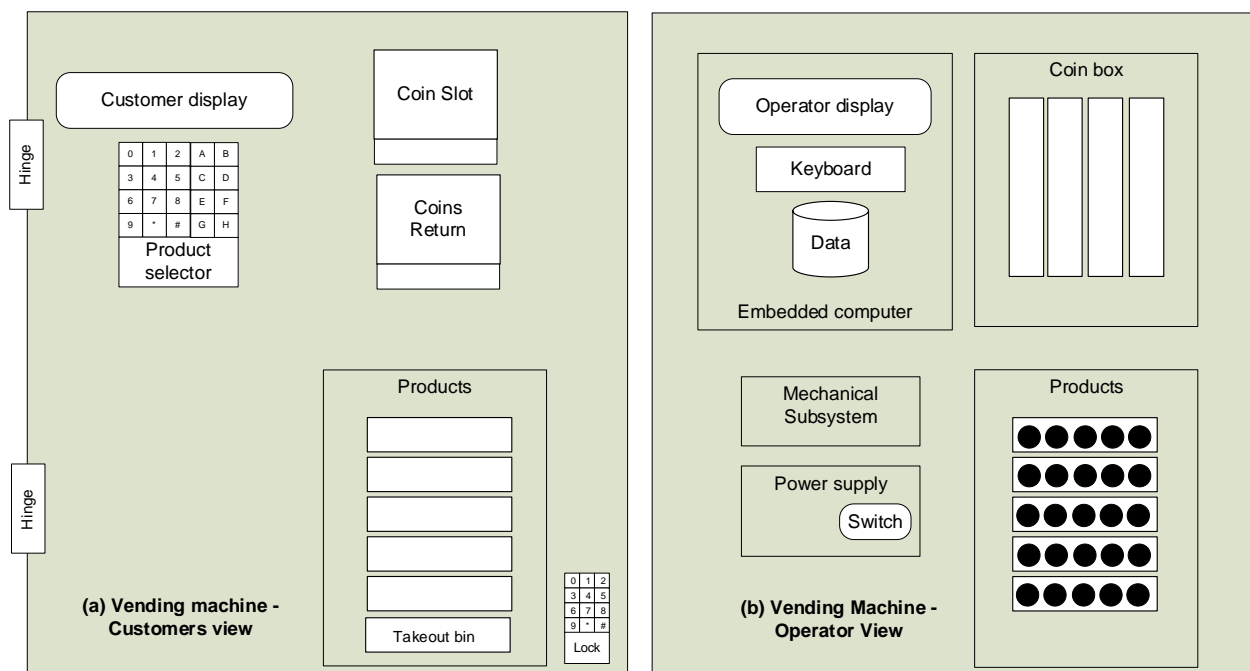 Customer display
Coin Slot
Hinge
0 1 2 A B
3 4 5 C D
6 7 8 E F
9 * # G H
Product
selector
Coins
Return
Products
Hinge
0 1 2
3 4 5
6 7 8
9 * #
Lock
Takeout bin
(a) Vending machine -
Customers view
Operator display
Keyboard
Data
Embedded computer
Coin box
Mechanical
Subsystem
Power supply
Switch
Products
(b) Vending Machine -
Operator View